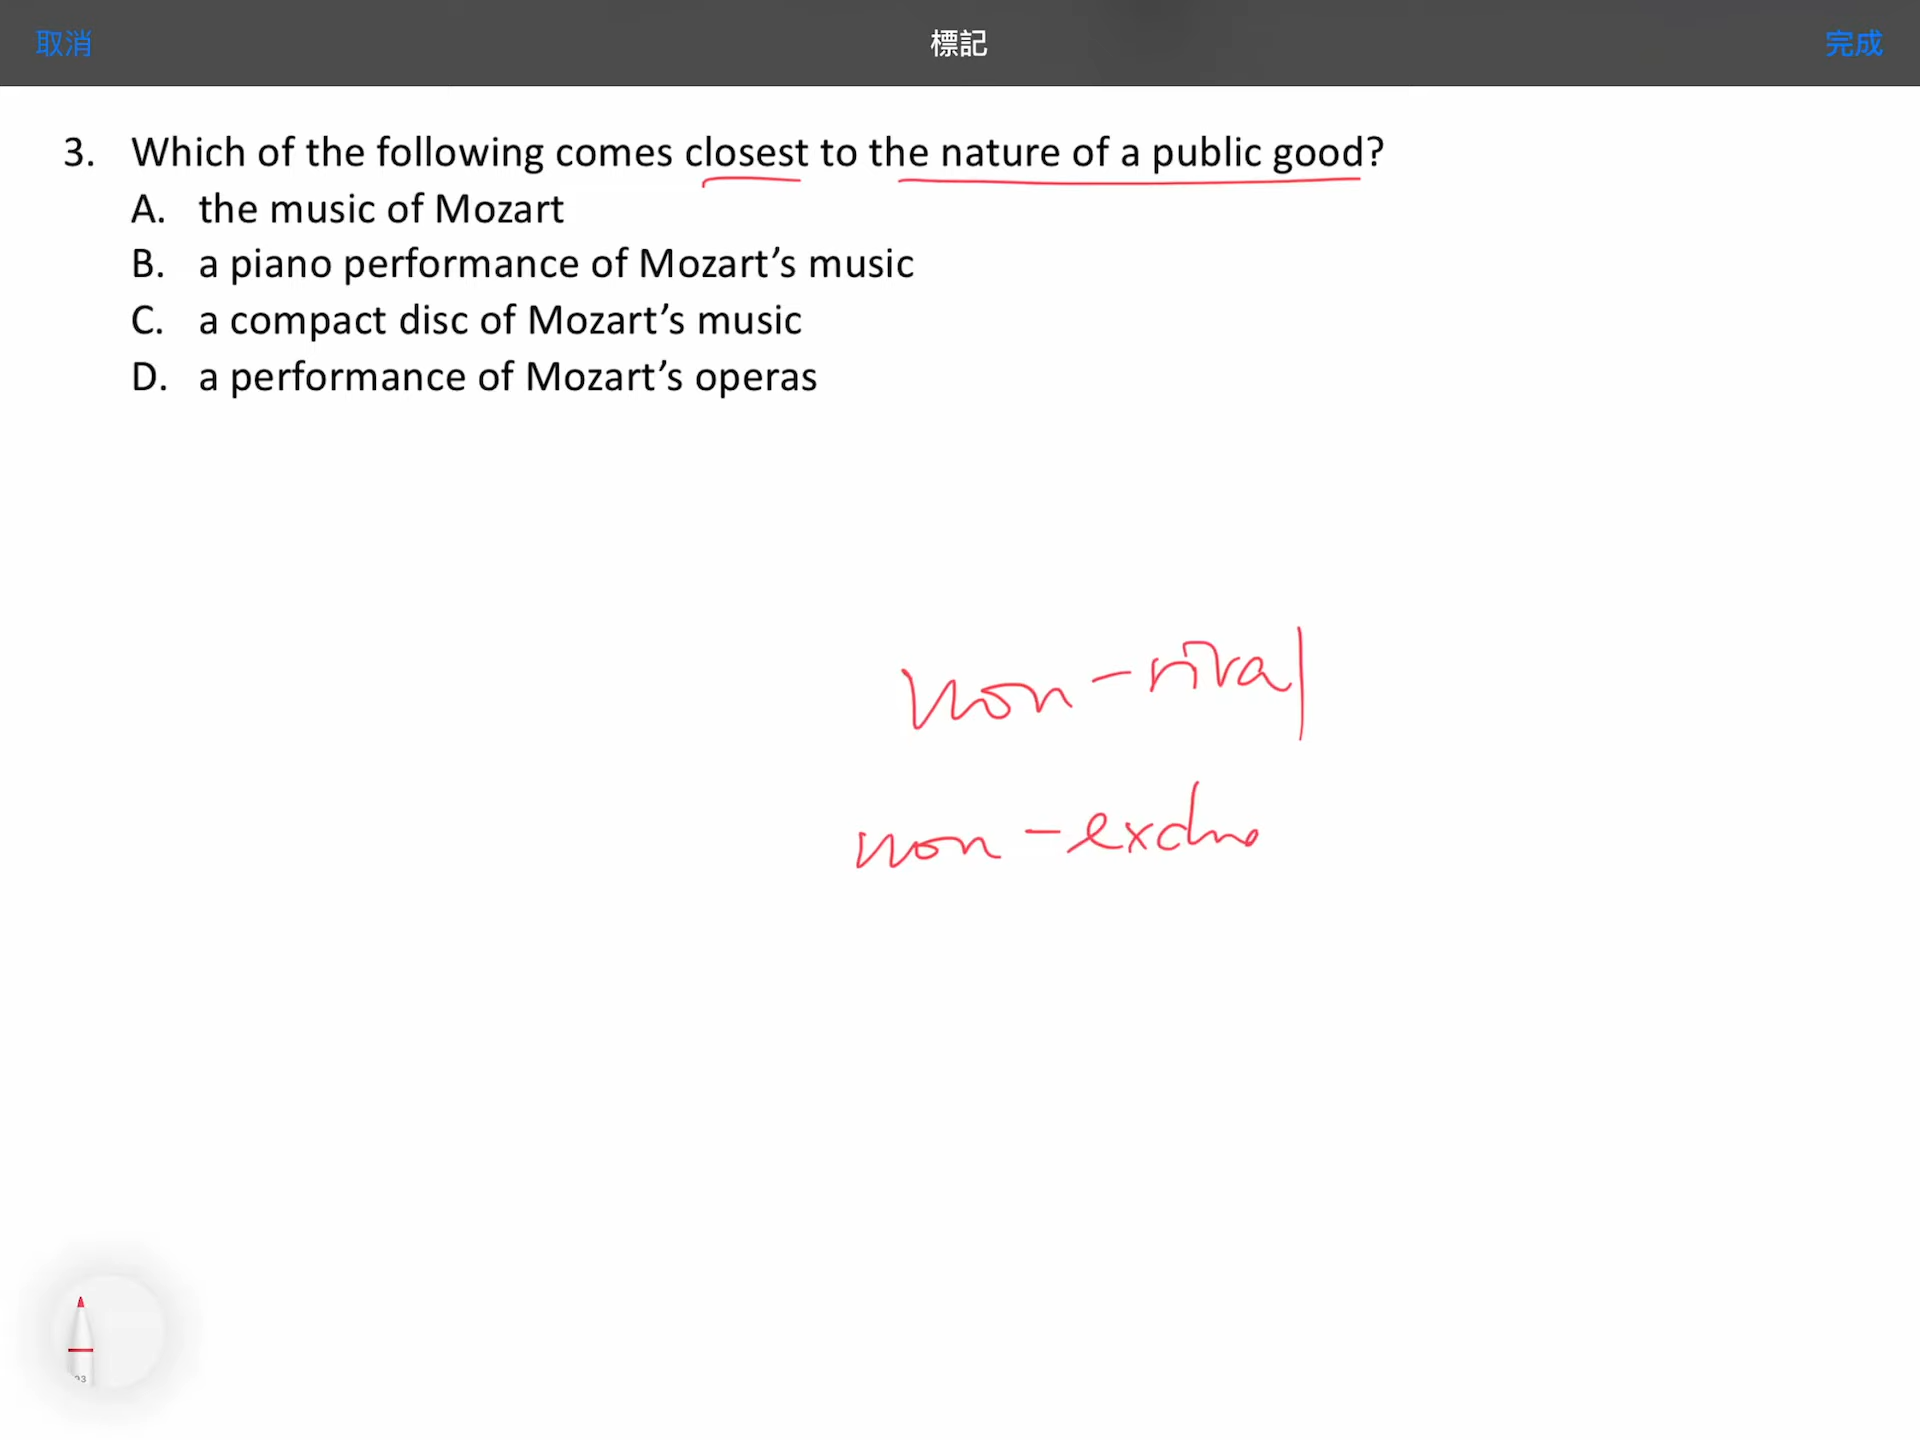 取消 標記 完成
3. Which of the following comes closest to the nature of a public good?
A. the music of Mozart
B. a piano performance of Mozart’s music
C. a compact disc of Mozart’s music
D. a performance of Mozart’s operas
non-rival
non-
93